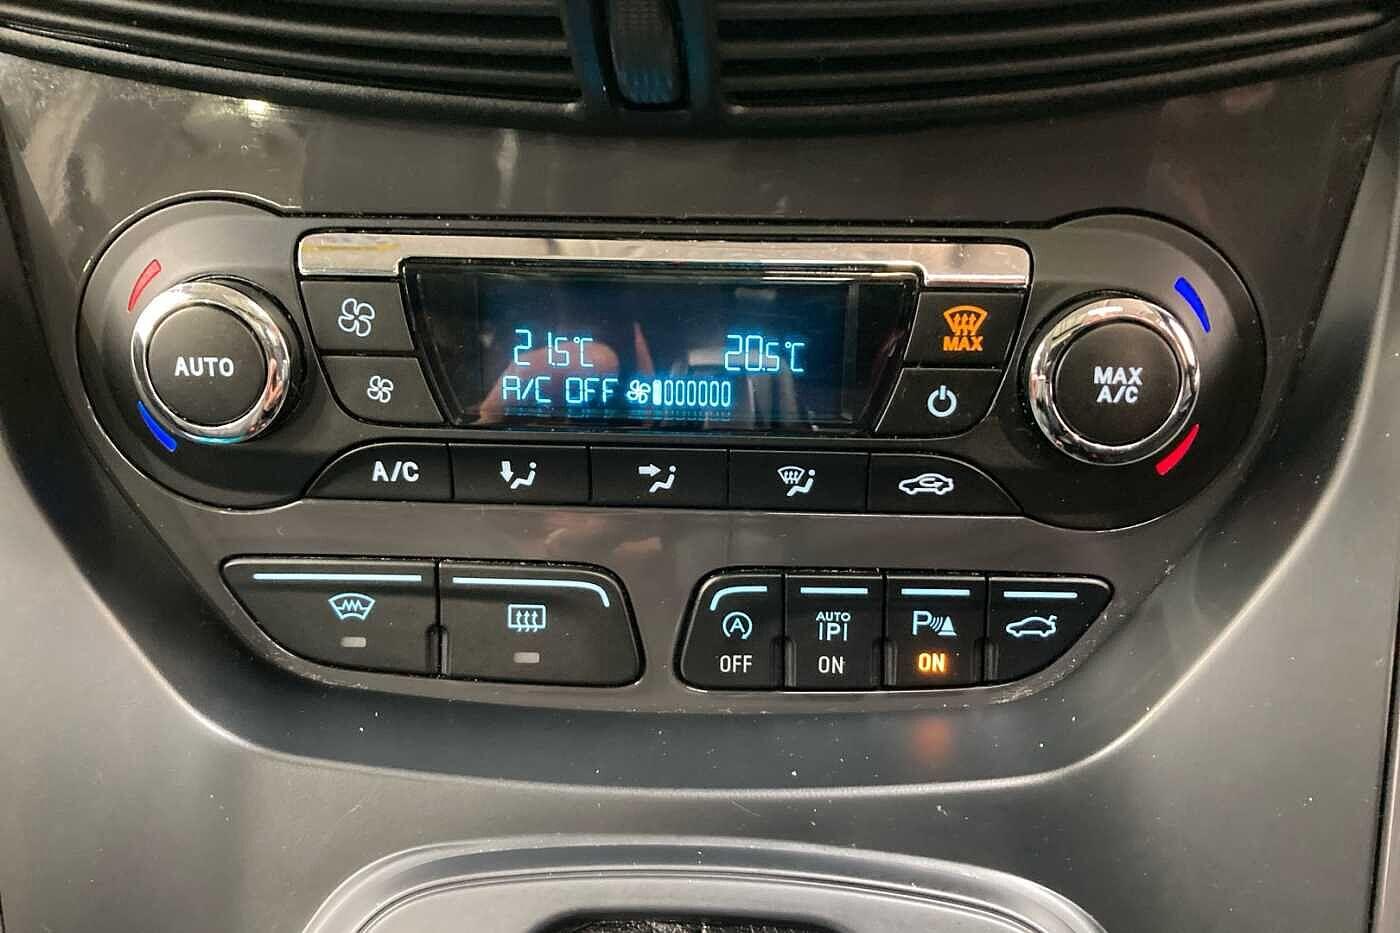 AUTO
21.5°C 20.5°C
A/C OFF
MAX
MAX
A/C
A/C
A
OFF
AUTO
P
ON
P
ON